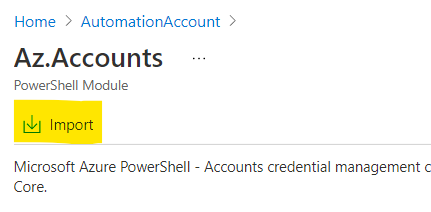 Home > AutomationAccount >
Az.Accounts ...
PowerShell Module
Import
Microsoft Azure PowerShell - Accounts credential management c
Core.